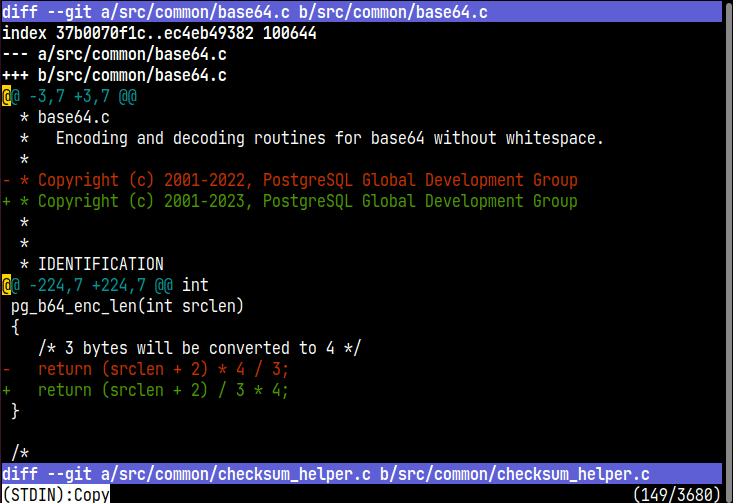 diff --git a/src/common/base64.c b/src/common/base64.c
index 37b0070f1c..ec4eb49382 100644
--- a/src/common/base64.c
+++ b/src/common/base64.c
@@ -3,7 +3,7 @@
  * base64.c
  *   Encoding and decoding routines for base64 without whitespace.
  *
- * Copyright (c) 2001-2022, PostgreSQL Global Development Group
+ * Copyright (c) 2001-2023, PostgreSQL Global Development Group
  *
  *
  * IDENTIFICATION
@@ -224,7 +224,7 @@ int
 pg_b64_enc_len(int srclen)
 {
    /* 3 bytes will be converted to 4 */
-   return (srclen + 2) * 4 / 3;
+   return (srclen + 2) / 3 * 4;
 }
 /*
diff --git a/src/common/checksum_helper.c b/src/common/checksum_helper.c
(STDIN):Copy (149/3680)